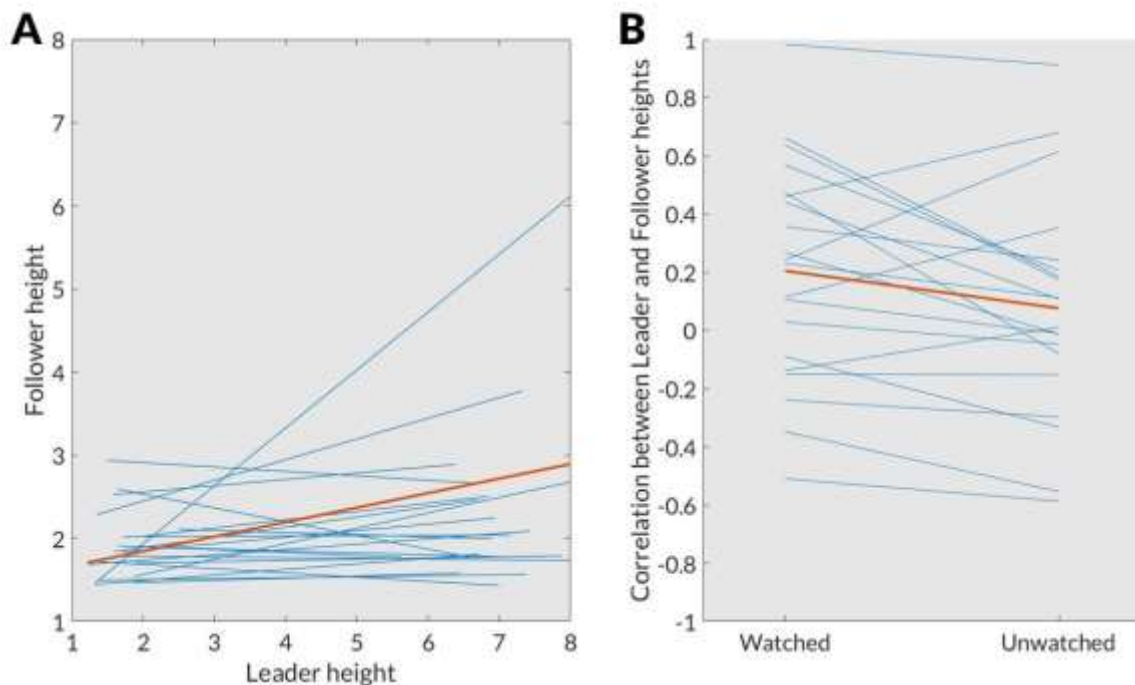 A
8
7
6
5
4
3
2
1
Follower height
1 2 3 4 5 6 7 8
Leader height
B
1
0.8
0.6
0.4
0.2
0
-0.2
-0.4
-0.6
-0.8
-1
Correlation between Leader and Follower heights
Watched Unwatched